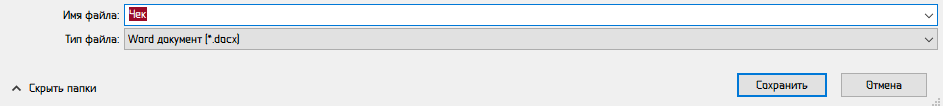 Имя файла: Чек
Тип файла: Word документ (*.docx)
Скрыть папки
Сохранить
Отмена